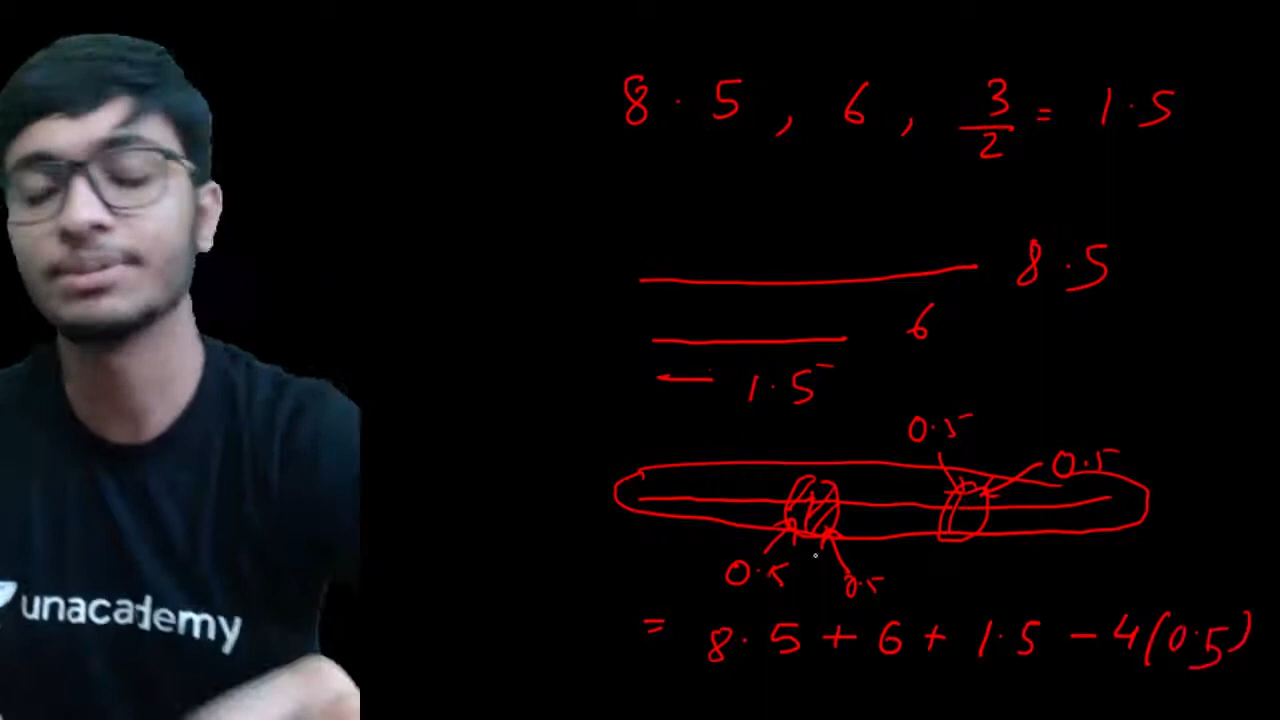 8.5, 6, 3/2 = 1.5
8.5
6
1.5
0.5
0.5
0.5
0.5
= 8.5 + 6 + 1.5 - 4(0.5)
unacademy